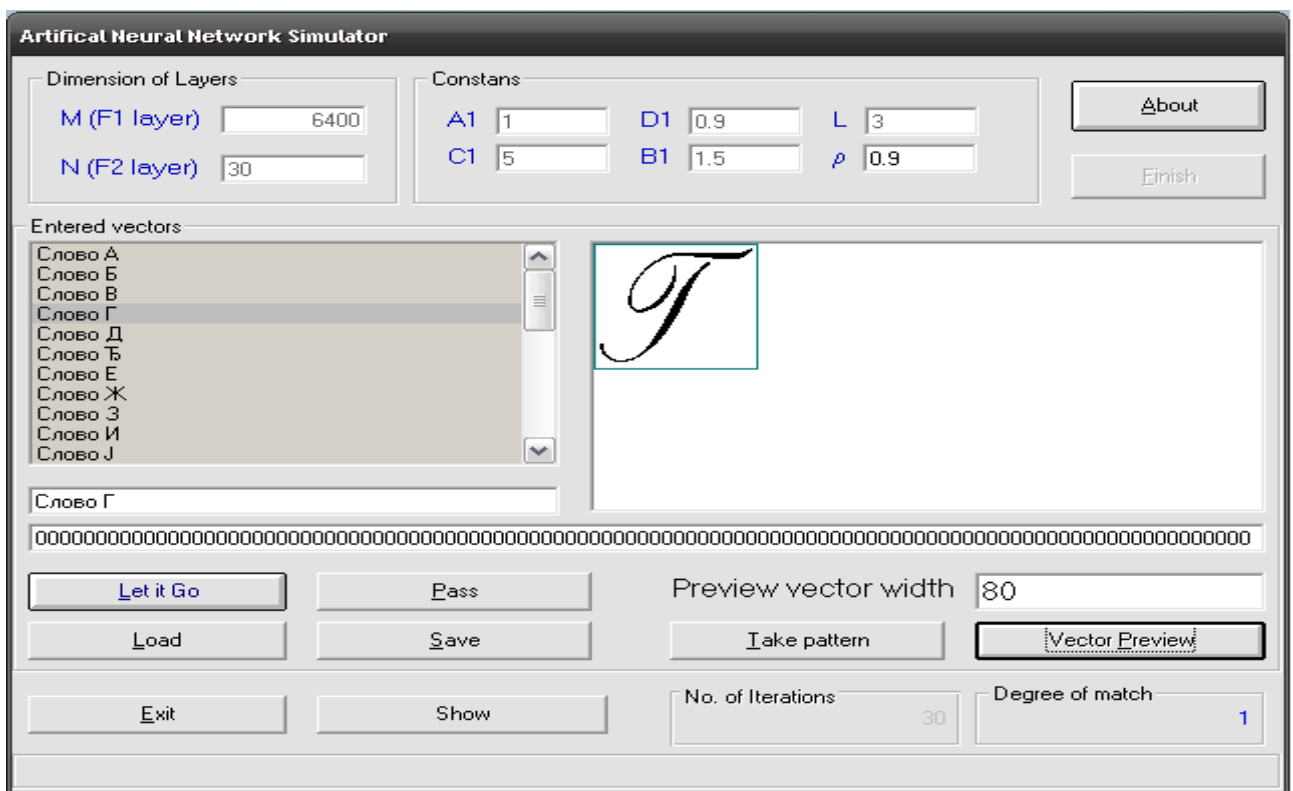 Artifical Neural Network Simulator
Dimension of Layers
M (F1 layer) 6400
N (F2 layer) 30
Constans
A1 1 D1 0.9 L 3
C1 5 B1 1.5 ρ 0.9
About
Finish
Entered vectors
Слово А
Слово Б
Слово В
Слово Г
Слово Д
Слово Ђ
Слово Е
Слово Ж
Слово З
Слово И
Слово Ј
Г
Слово Г
Let it Go Pass Preview vector width 80
Load Save Take pattern Vector Preview
Exit Show
No. of Iterations
30
Degree of match
1